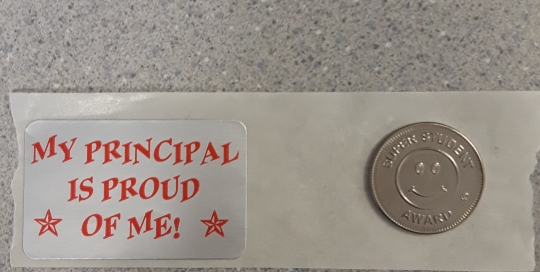 MY PRINCIPAL
IS PROUD
OF ME!
SUPER STUDENT
AWARD